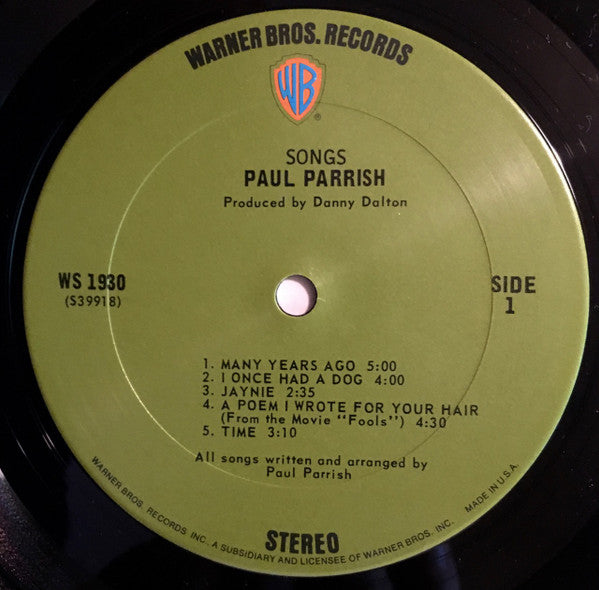 WARNER BROS. RECORDS
WB
®
SONGS
PAUL PARRISH
Produced by Danny Dalton
WS 1930
(S39918)
SIDE
1
1. MANY YEARS AGO 5:00
2. I ONCE HAD A DOG 4:00
3. JAYNIE 2:35
4. A POEM I WROTE FOR YOUR HAIR
(From the Movie "Fools") 4:30
5. TIME 3:10
All songs written and arranged by
Paul Parrish
STEREO
WARNER BROS. RECORDS INC., A SUBSIDIARY AND LICENSEE OF WARNER BROS. INC. MADE IN U.S.A.